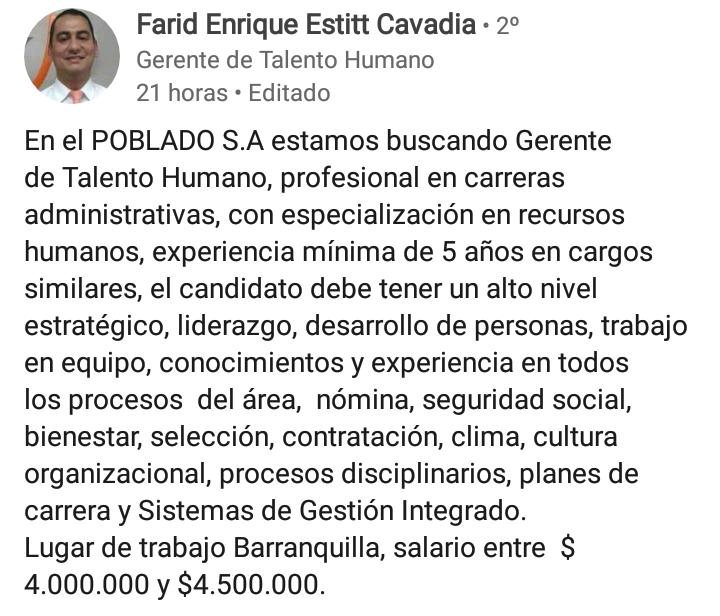 Farid Enrique Estitt Cavadia • 2º
Gerente de Talento Humano
21 horas • Editado
En el POBLADO S.A estamos buscando Gerente
de Talento Humano, profesional en carreras
administrativas, con especialización en recursos
humanos, experiencia mínima de 5 años en cargos
similares, el candidato debe tener un alto nivel
estratégico, liderazgo, desarrollo de personas, trabajo
en equipo, conocimientos y experiencia en todos
los procesos  del área,  nómina, seguridad social,
bienestar, selección, contratación, clima, cultura
organizacional, procesos disciplinarios, planes de
carrera y Sistemas de Gestión Integrado.
Lugar de trabajo Barranquilla, salario entre  $
4.000.000 y $4.500.000.